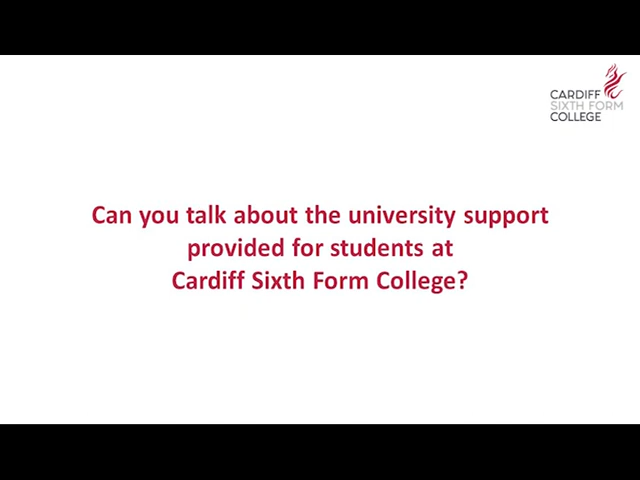 CARDIFF
SIXTH FORM
COLLEGE
Can you talk about the university support
provided for students at
Cardiff Sixth Form College?